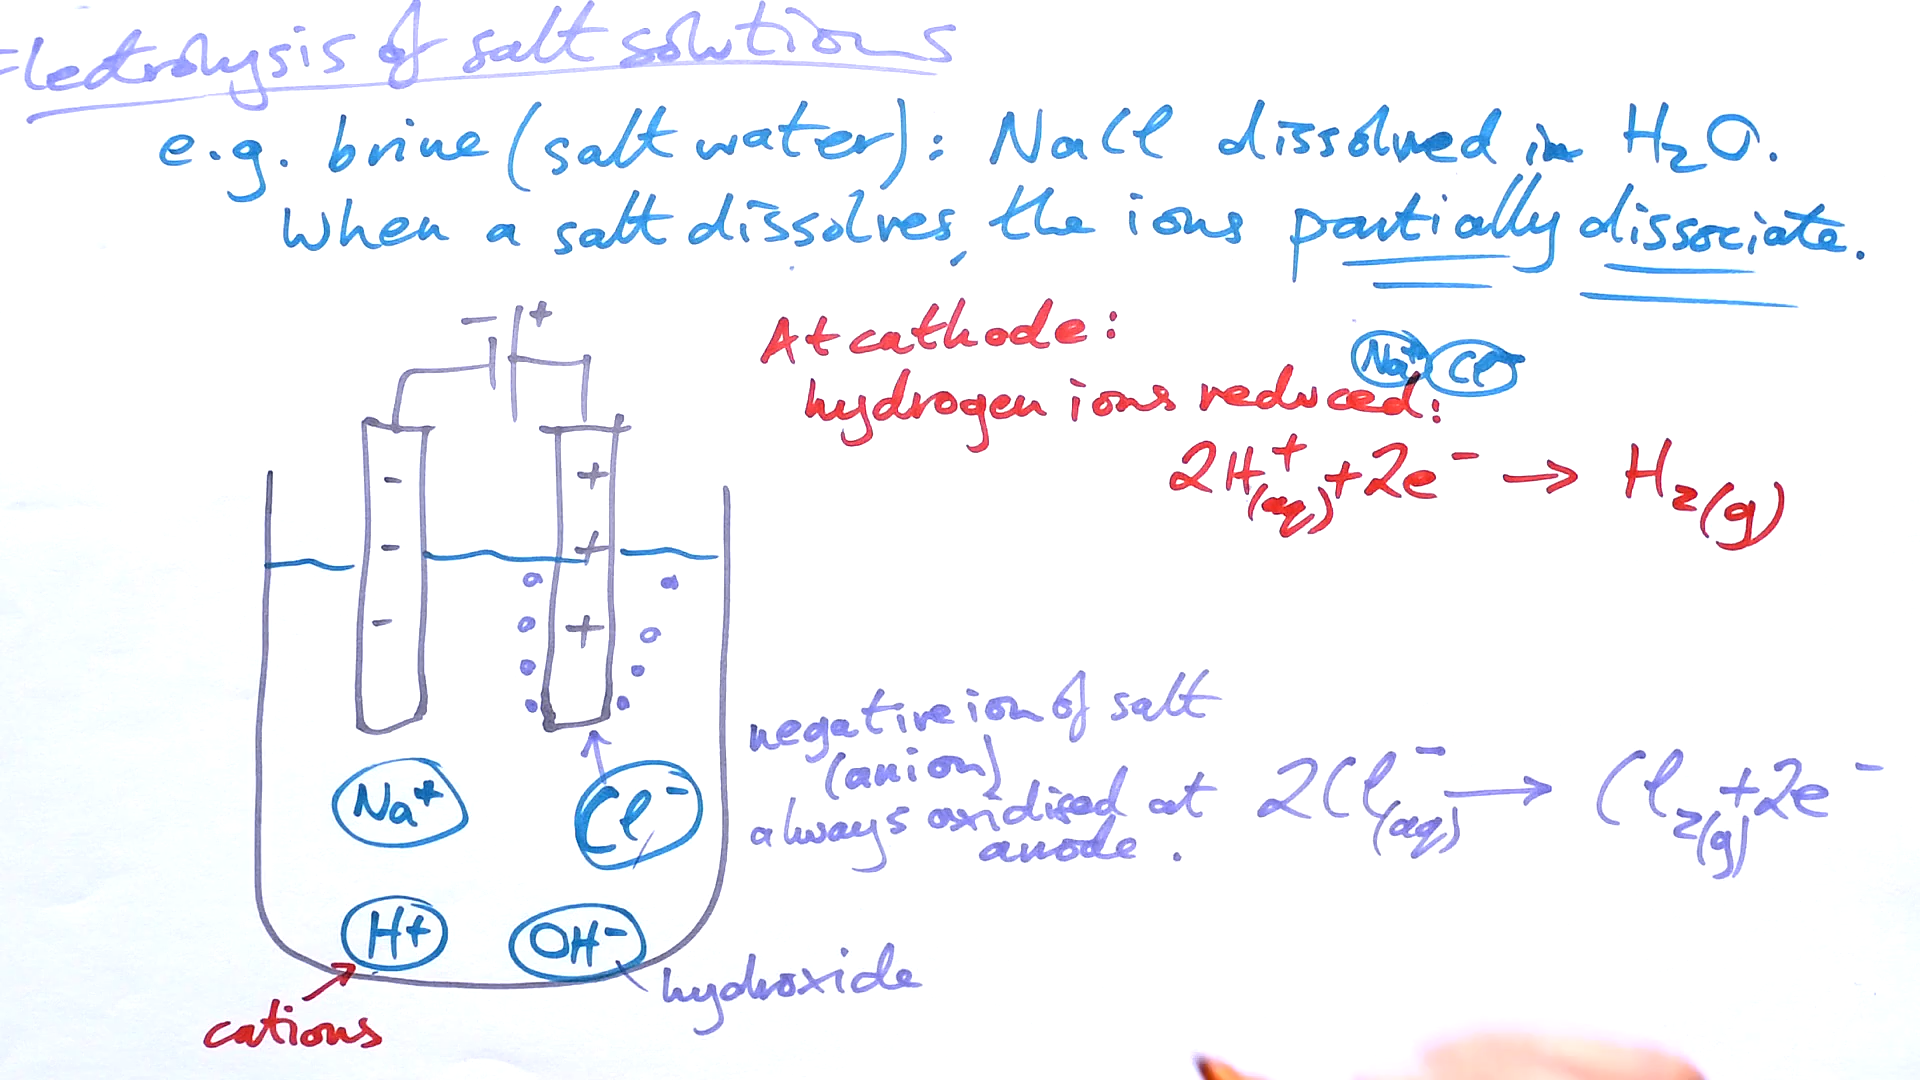 Electrolysis of salt solutions
e.g. brine (salt water): NaCl dissolved in H₂O.
When a salt dissolves, the ions partially dissociate.
- +
At cathode:
Na⁺ Cl⁻
hydrogen ions reduced:
2H⁺(aq) + 2e⁻ → H₂(g)
- +
- +
- +
negative ion of salt
(anion)
always oxidised at
anode.
2Cl⁻(aq) → Cl₂(g) + 2e⁻
Na⁺ Cl⁻
H+ OH⁻
hydroxide
cations